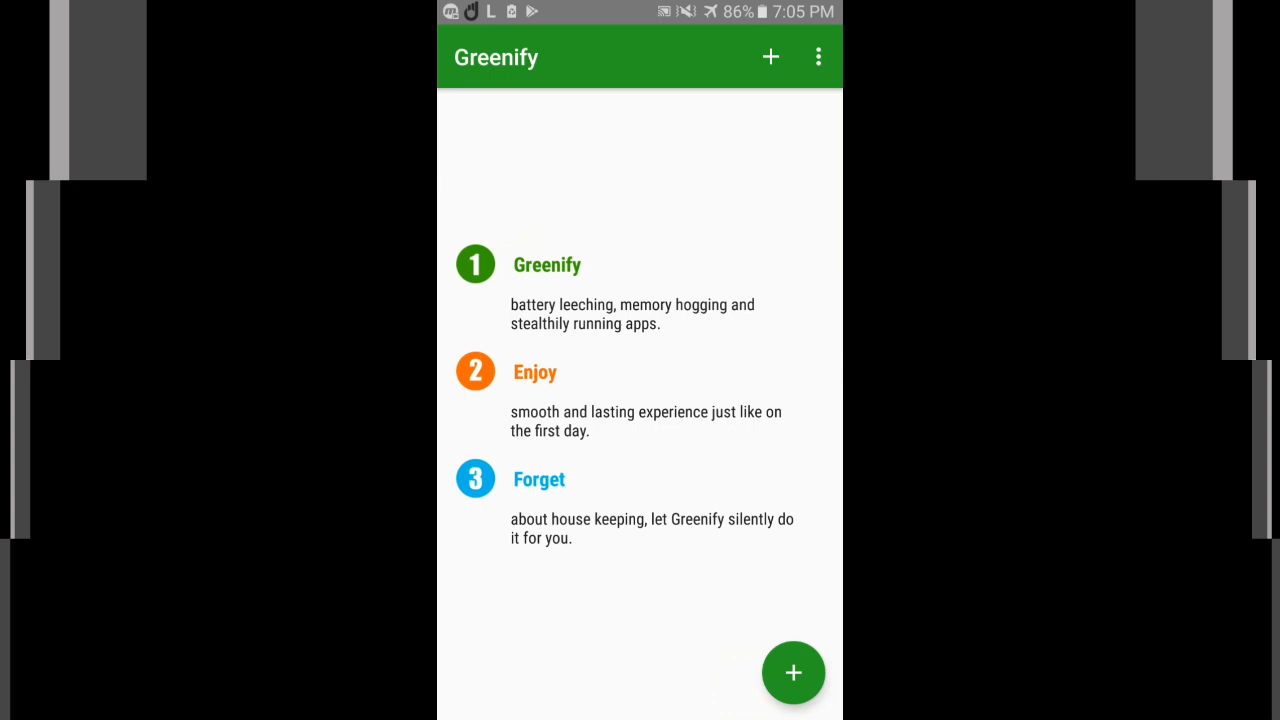 L 86% 7:05 PM
Greenify
1 Greenify
battery leeching, memory hogging and
stealthily running apps.
2 Enjoy
smooth and lasting experience just like on
the first day.
3 Forget
about house keeping, let Greenify silently do
it for you.